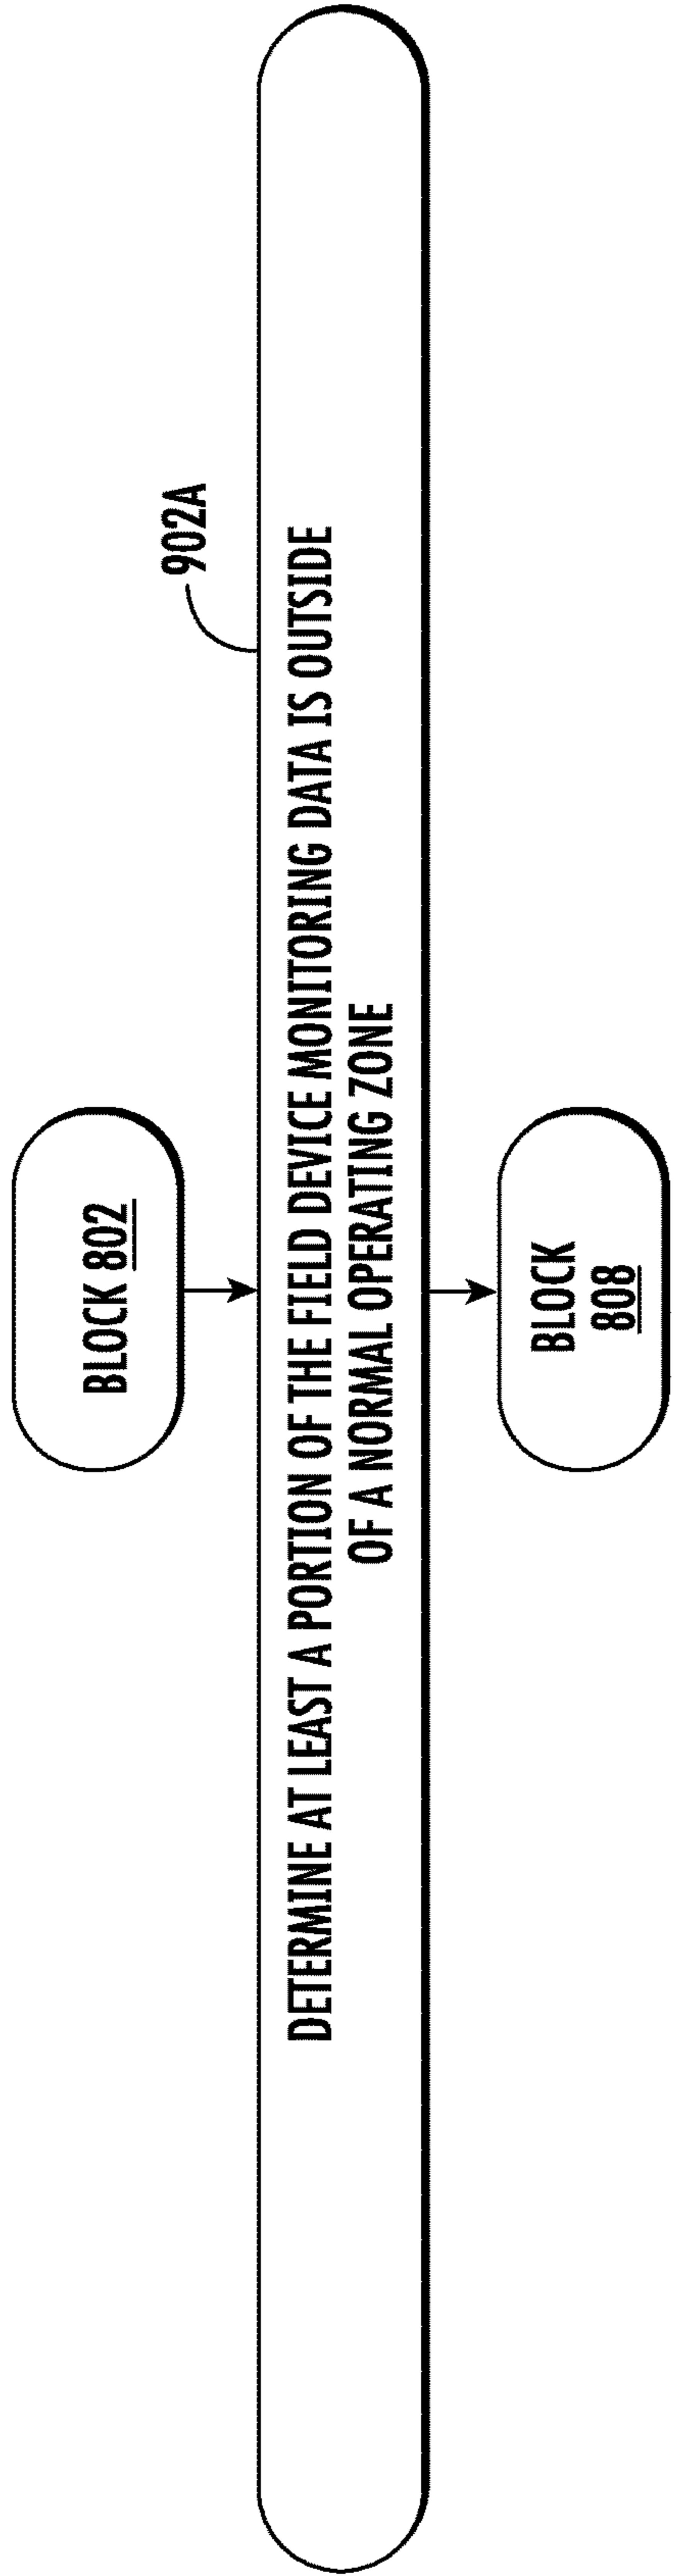 BLOCK 802
902A
DETERMINE AT LEAST A PORTION OF THE FIELD DEVICE MONITORING DATA IS OUTSIDE
OF A NORMAL OPERATING ZONE
BLOCK
808